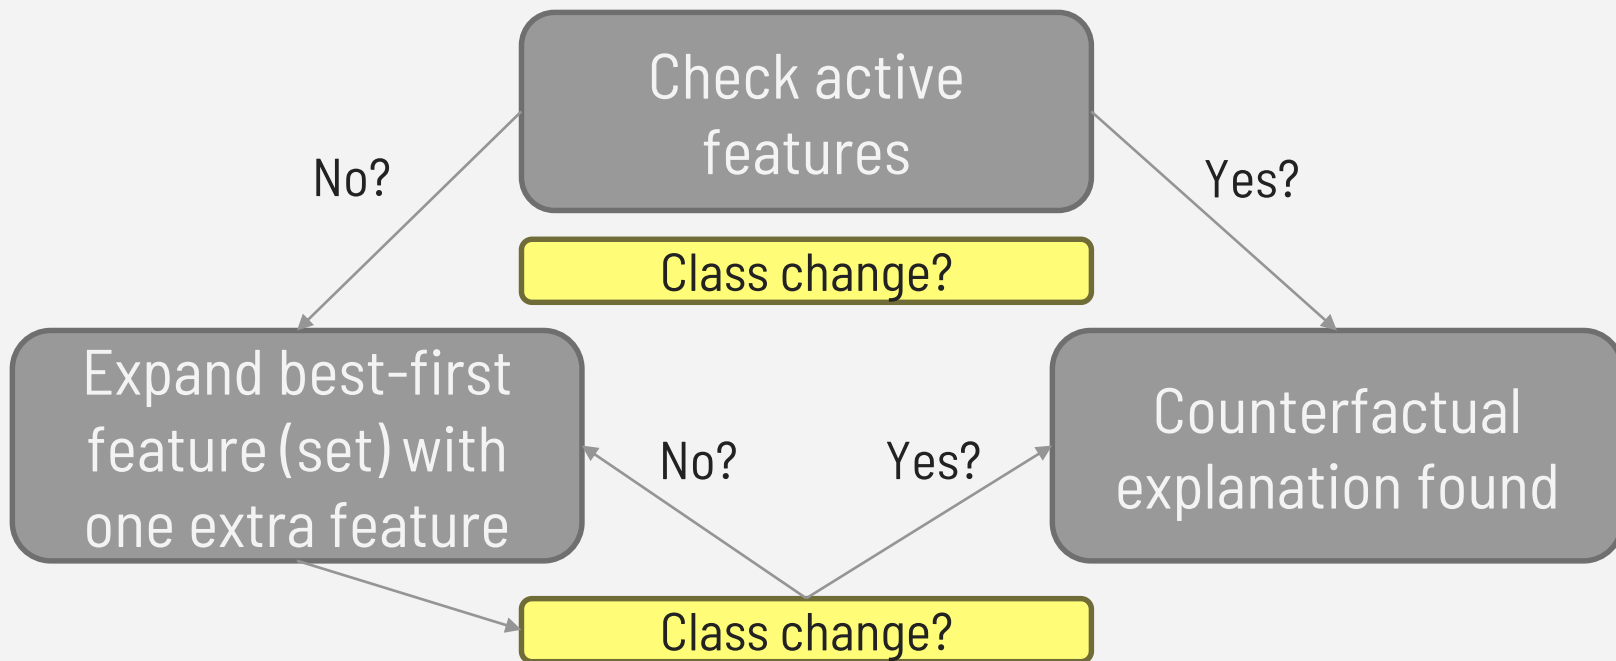 Check active
features
No?
Yes?
Class change?
Expand best-first
feature (set) with
one extra feature
No?
Yes?
Counterfactual
explanation found
Class change?